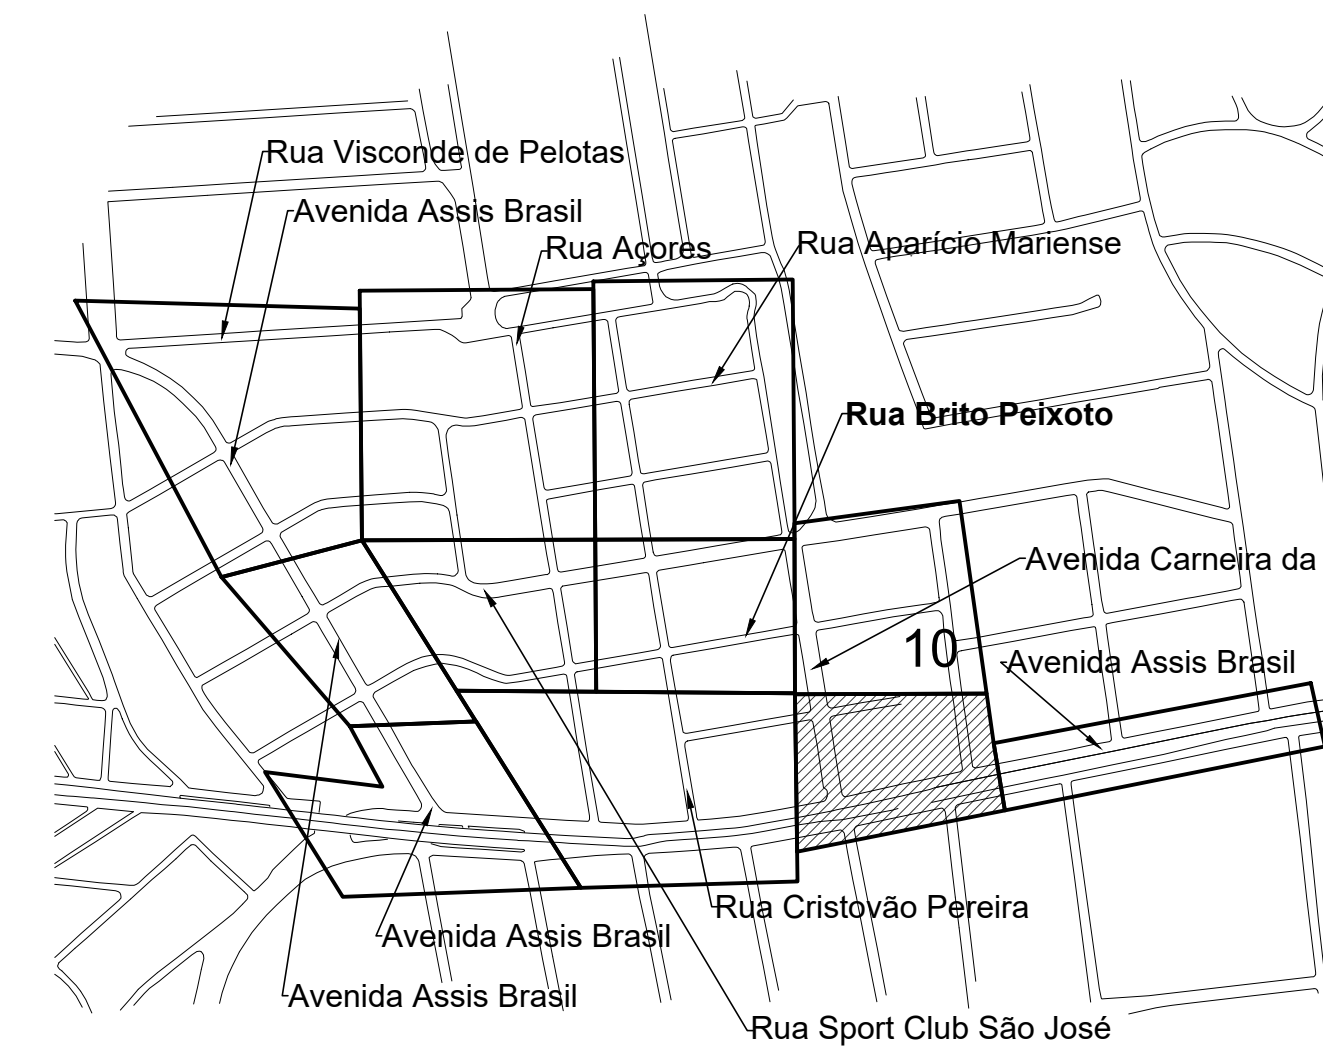 Rua Visconde de Pelotas
Avenida Assis Brasil
Rua Açores
Rua Aparício Mariense
Rua Brito Peixoto
Avenida Carneira da
10
Avenida Assis Brasil
Rua Cristovão Pereira
Avenida Assis Brasil
Avenida Assis Brasil
Rua Sport Club São José